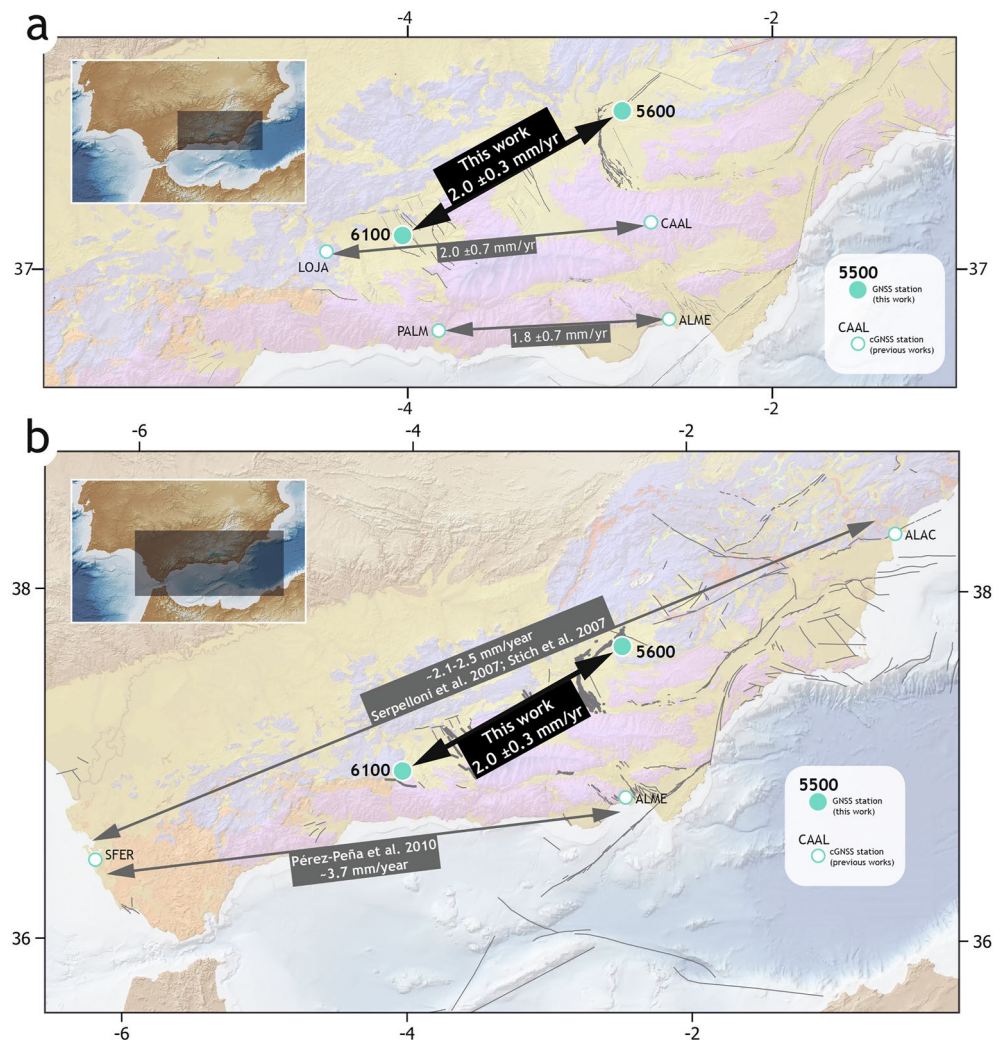 a
-4
-2
5600
This work
2.0 ±0.3 mm/yr
6100
CAAL
2.0 ±0.7 mm/yr
LOJA
37
37
5500
GNSS station
(this work)
CAAL
cGNSS station
(previous works)
PALM
ALME
1.8 ±0.7 mm/yr
-4
-2
b
-6
-4
-2
ALAC
38
38
~2.1-2.5 mm/year
Serpelloni et al. 2007; Stich et al. 2007
5600
This work
2.0 ±0.3 mm/yr
6100
ALME
5500
GNSS station
(this work)
CAAL
cGNSS station
(previous works)
SFER
Pérez-Peña et al. 2010
~3.7 mm/year
36
36
-6
-4
-2